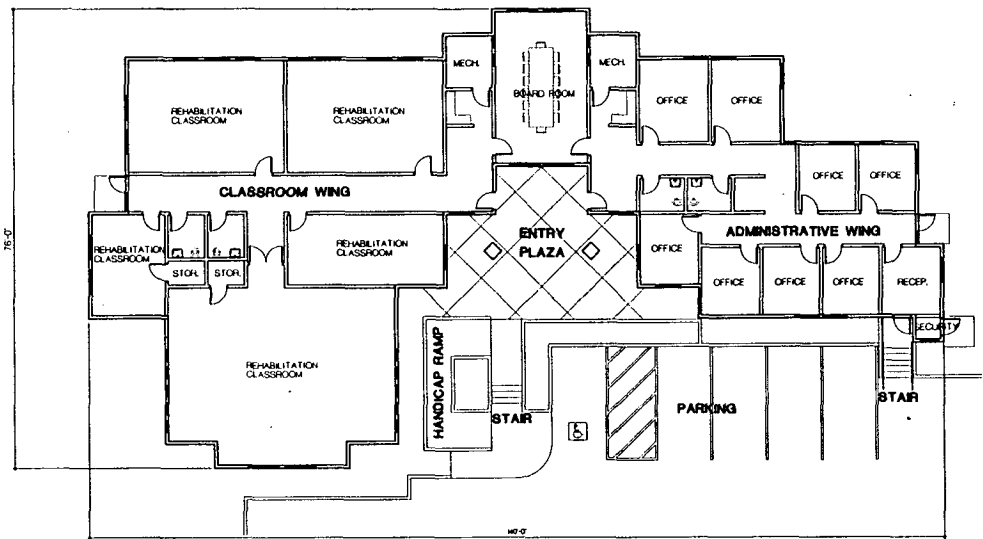 MECH.
MECH.
BOARD ROOM
OFFICE
OFFICE
REHABILITATION
CLASSROOM
REHABILITATION
CLASSROOM
OFFICE
OFFICE
CLASSROOM WING
ENTRY
PLAZA
ADMINISTRATIVE WING
76'-0"
REHABILITATION
CLASSROOM
REHABILITATION
CLASSROOM
OFFICE
STOR.
STOR.
OFFICE
OFFICE
OFFICE
RECEP.
SECURITY
HANDICAP RAMP
REHABILITATION
CLASSROOM
STAIR
PARKING
STAIR
140'-0"